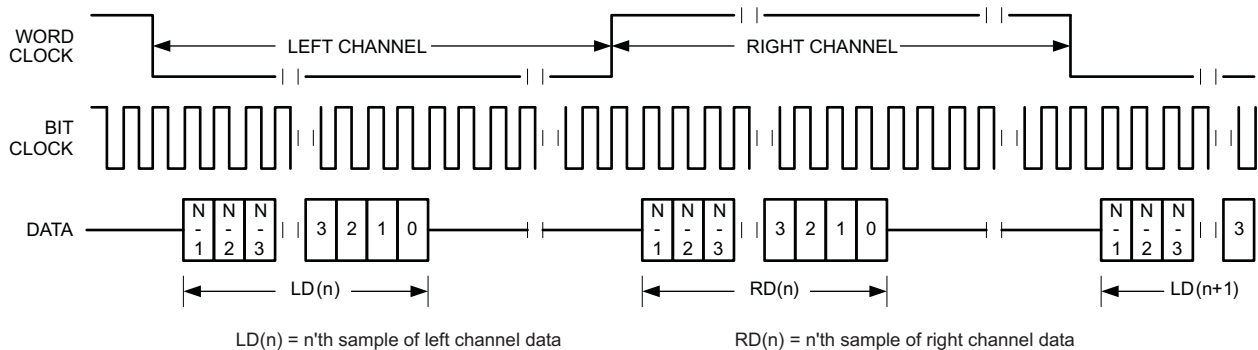 WORD
CLOCK
LEFT CHANNEL
RIGHT CHANNEL
BIT
CLOCK
DATA
N
-
1
N
-
2
N
-
3
3
2
1
0
N
-
1
N
-
2
N
-
3
3
2
1
0
N
-
1
N
-
2
N
-
3
3
LD(n)
RD(n)
LD(n+1)
LD(n) = n'th sample of left channel data
RD(n) = n'th sample of right channel data